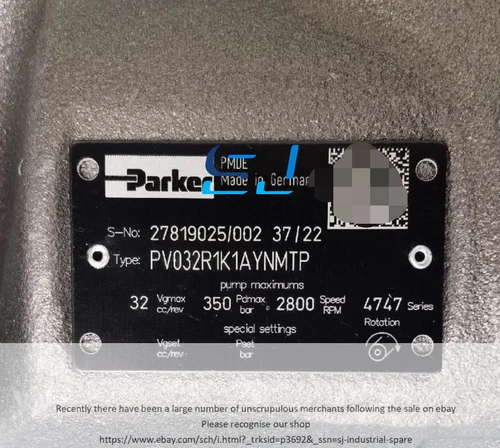 PMDE
Parker Made in German
SJ
S-No: 27819025/002 37/22
Type: PV032R1K1AYNMTP
pump maximums
32 Vgmax cc/rev 350 Pdmax bar 2800 Speed RPM 4747 Series
special settings Rotation
Vgset cc/rev Pset bar
Recently there have been a large number of unscrupulous merchants following the sale on ebay
Please recognise our shop
https://www.ebay.com/sch/i.html?_trksid=p3692&_ssn=sj-industrial-spare